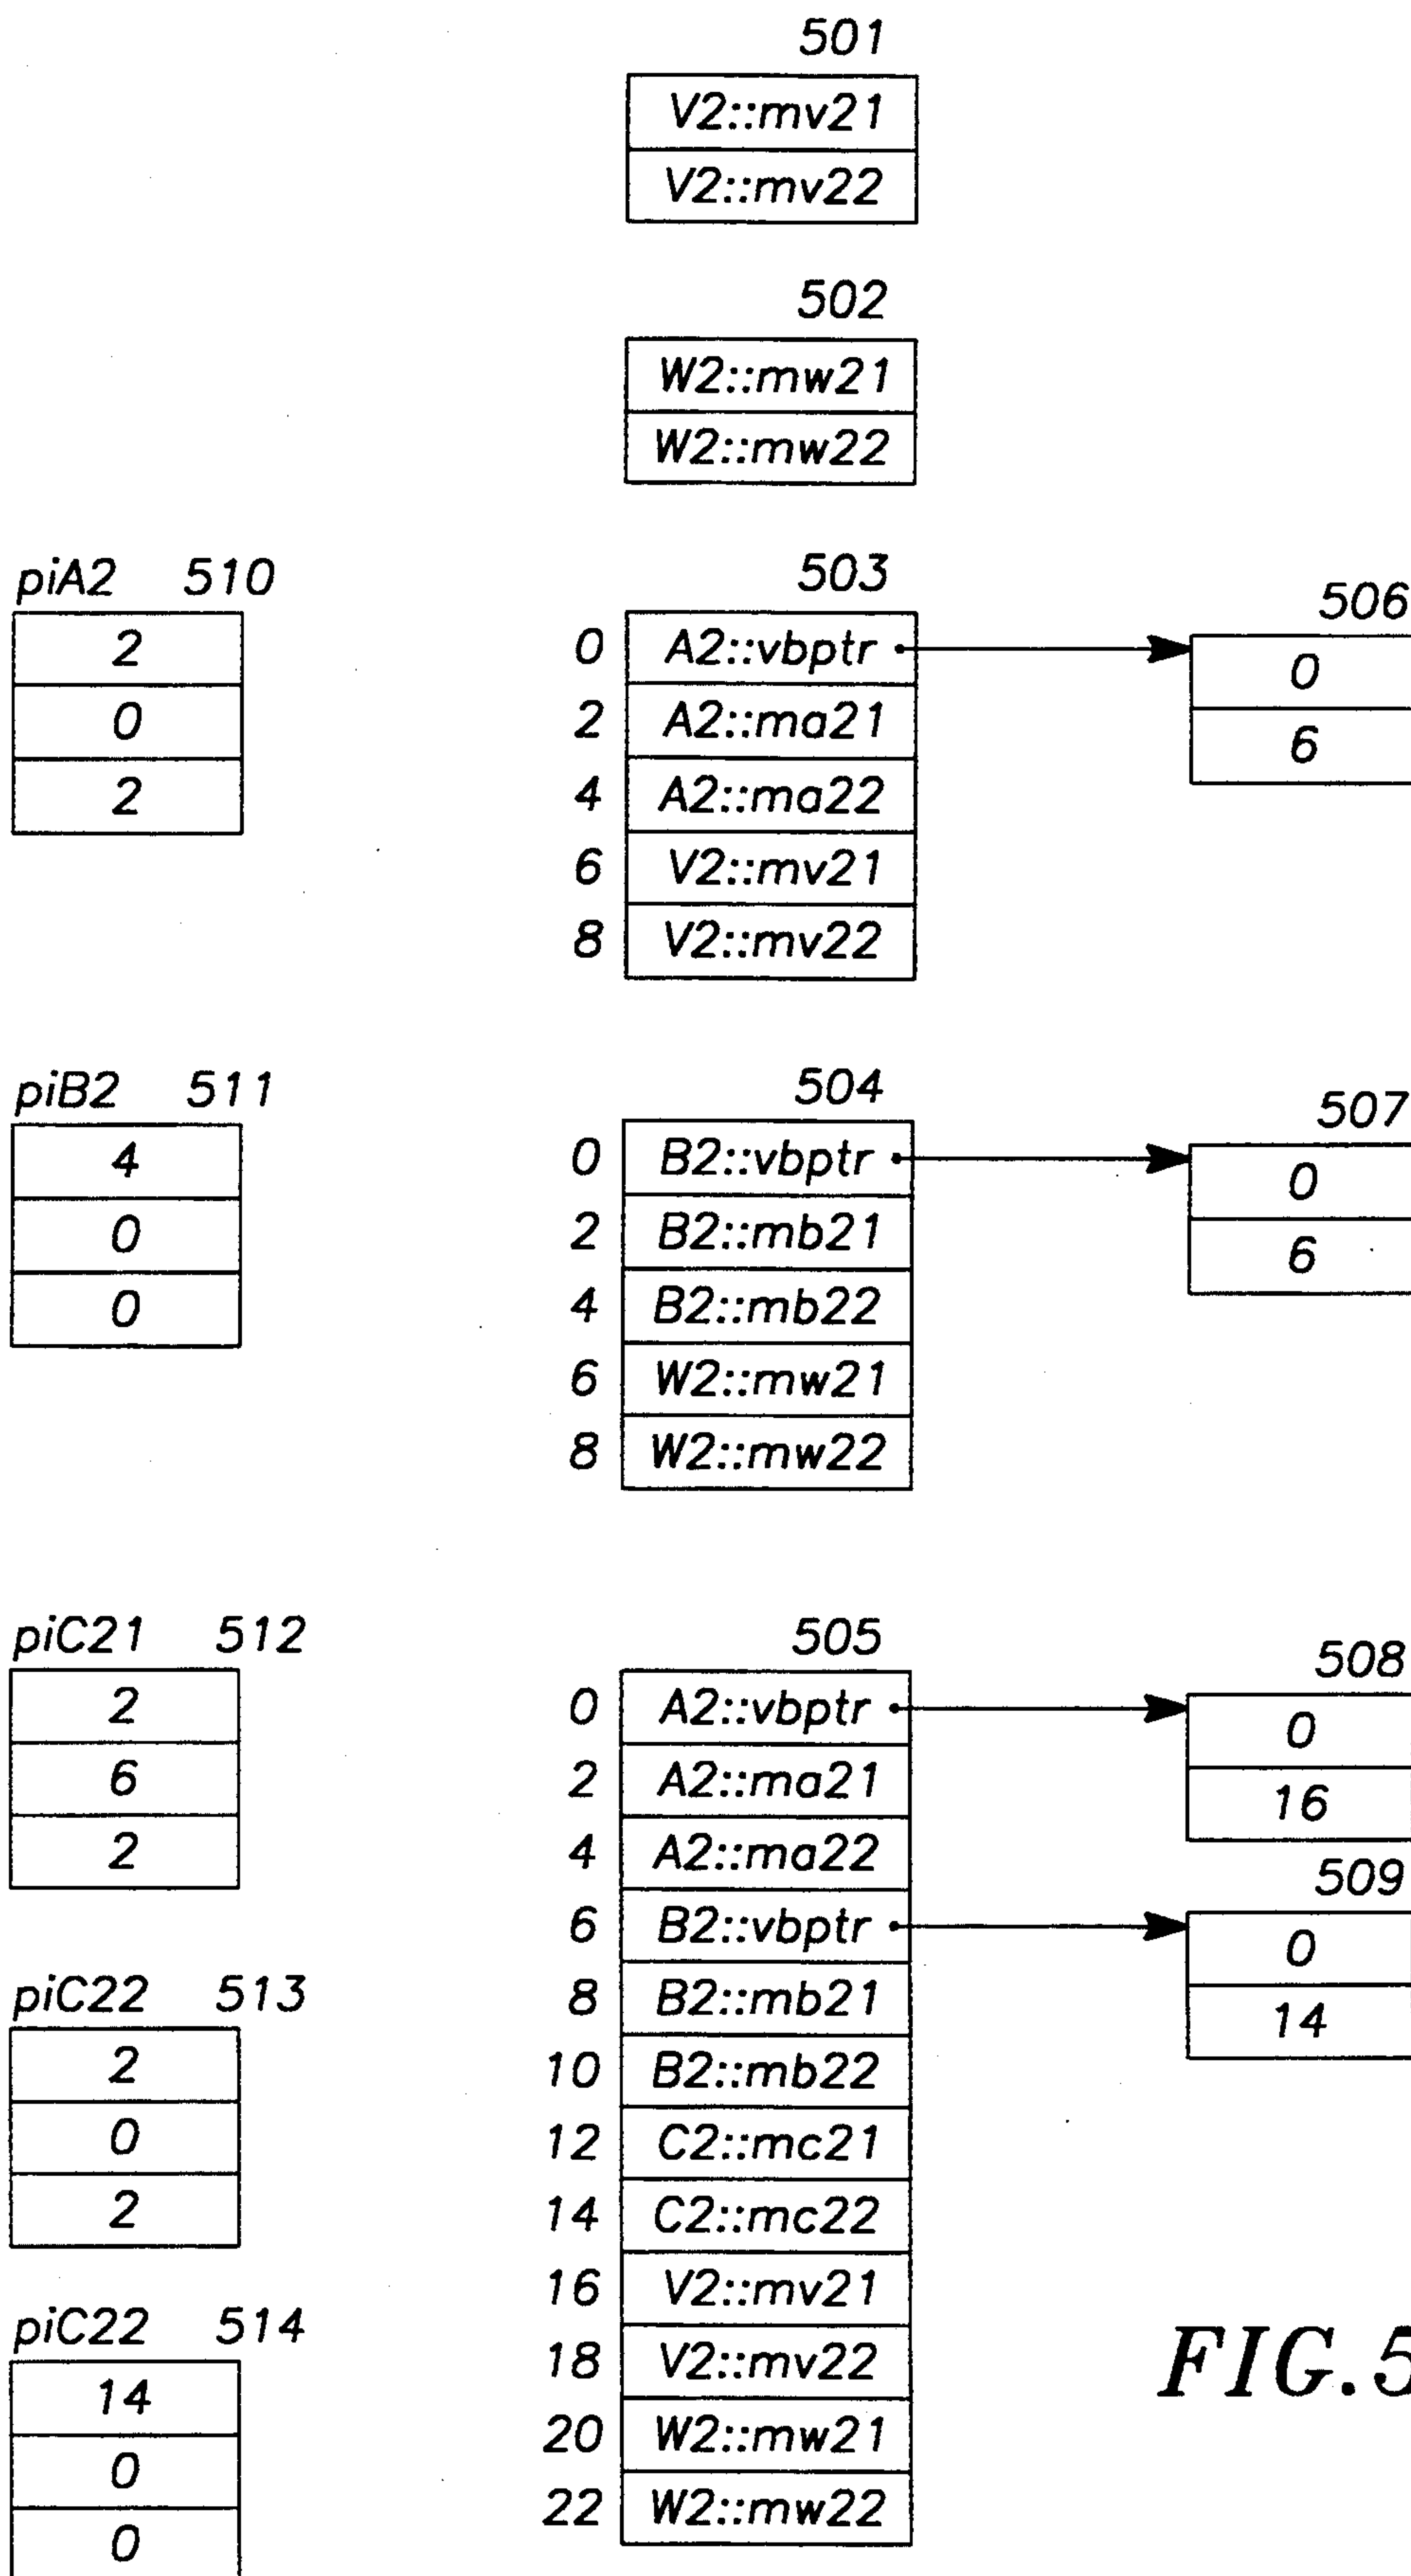 501
V2::mv21
V2::mv22
502
W2::mw21
W2::mw22
piA2 510
2
0
2
503
0 A2::vbptr
2 A2::ma21
4 A2::ma22
6 V2::mv21
8 V2::mv22
506
0
6
piB2 511
4
0
0
504
0 B2::vbptr
2 B2::mb21
4 B2::mb22
6 W2::mw21
8 W2::mw22
507
0
6
piC21 512
2
6
2
piC22 513
2
0
2
piC22 514
14
0
0
505
0 A2::vbptr
2 A2::ma21
4 A2::ma22
6 B2::vbptr
8 B2::mb21
10 B2::mb22
12 C2::mc21
14 C2::mc22
16 V2::mv21
18 V2::mv22
20 W2::mw21
22 W2::mw22
508
0
16
509
0
14
FIG.5